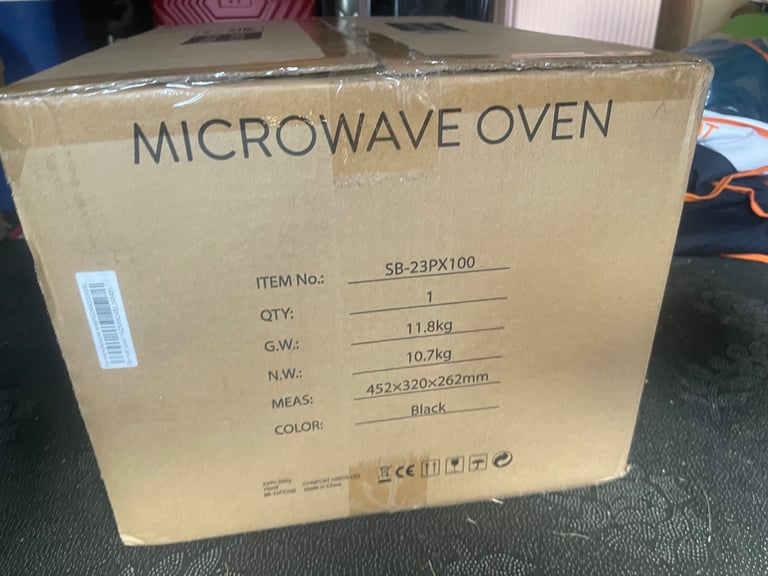 MICROWAVE OVEN
ITEM No.: SB-23PX100
QTY: 1
G.W.: 11.8kg
N.W.: 10.7kg
MEAS: 452×320×262mm
COLOR: Black
CE
Made in China